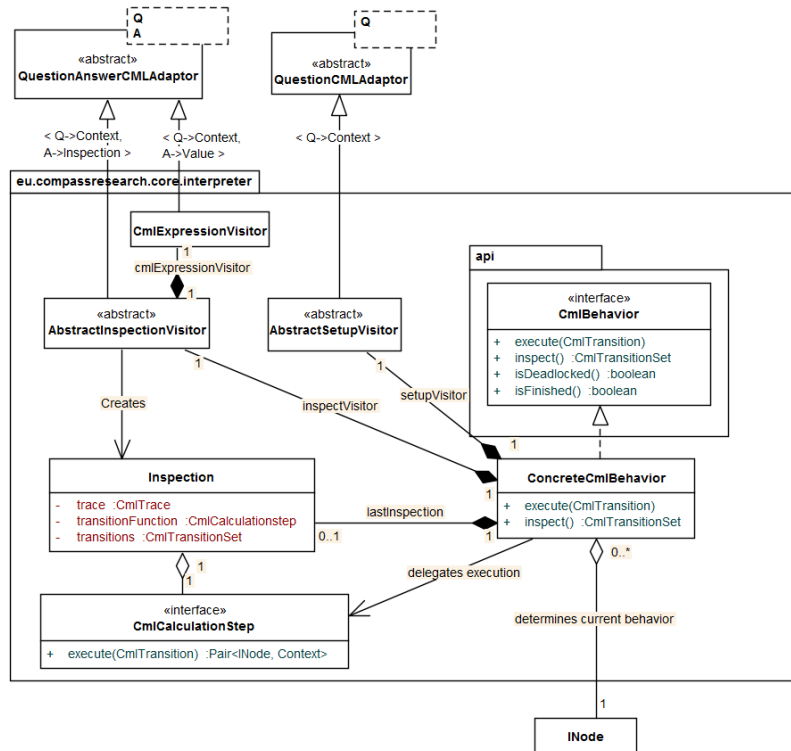 Q
A
«abstract»
QuestionAnswerCMLAdaptor
Q
«abstract»
QuestionCMLAdaptor
< Q->Context,
A->Inspection >
< Q->Context,
A->Value >
< Q->Context >
eu.compassresearch.core.interpreter
CmlExpressionVisitor
1
cmlExpressionVisitor
1
«abstract»
AbstractInspectionVisitor
1
«abstract»
AbstractSetupVisitor
1
api
«interface»
CmlBehavior
+ execute(CmlTransition)
+ inspect() :CmlTransitionSet
+ isDeadlocked() :boolean
+ isFinished() :boolean
Creates
inspectVisitor
setupVisitor
1
Inspection
- trace :CmlTrace
- transitionFunction :CmlCalculationstep
- transitions :CmlTransitionSet
lastInspection
0..1
1
1
ConcreteCmlBehavior
+ execute(CmlTransition)
+ inspect() :CmlTransitionSet
0..*
1
1
delegates execution
«interface»
CmlCalculationStep
+ execute(CmlTransition) :Pair<INode, Context>
determines current behavior
1
INode